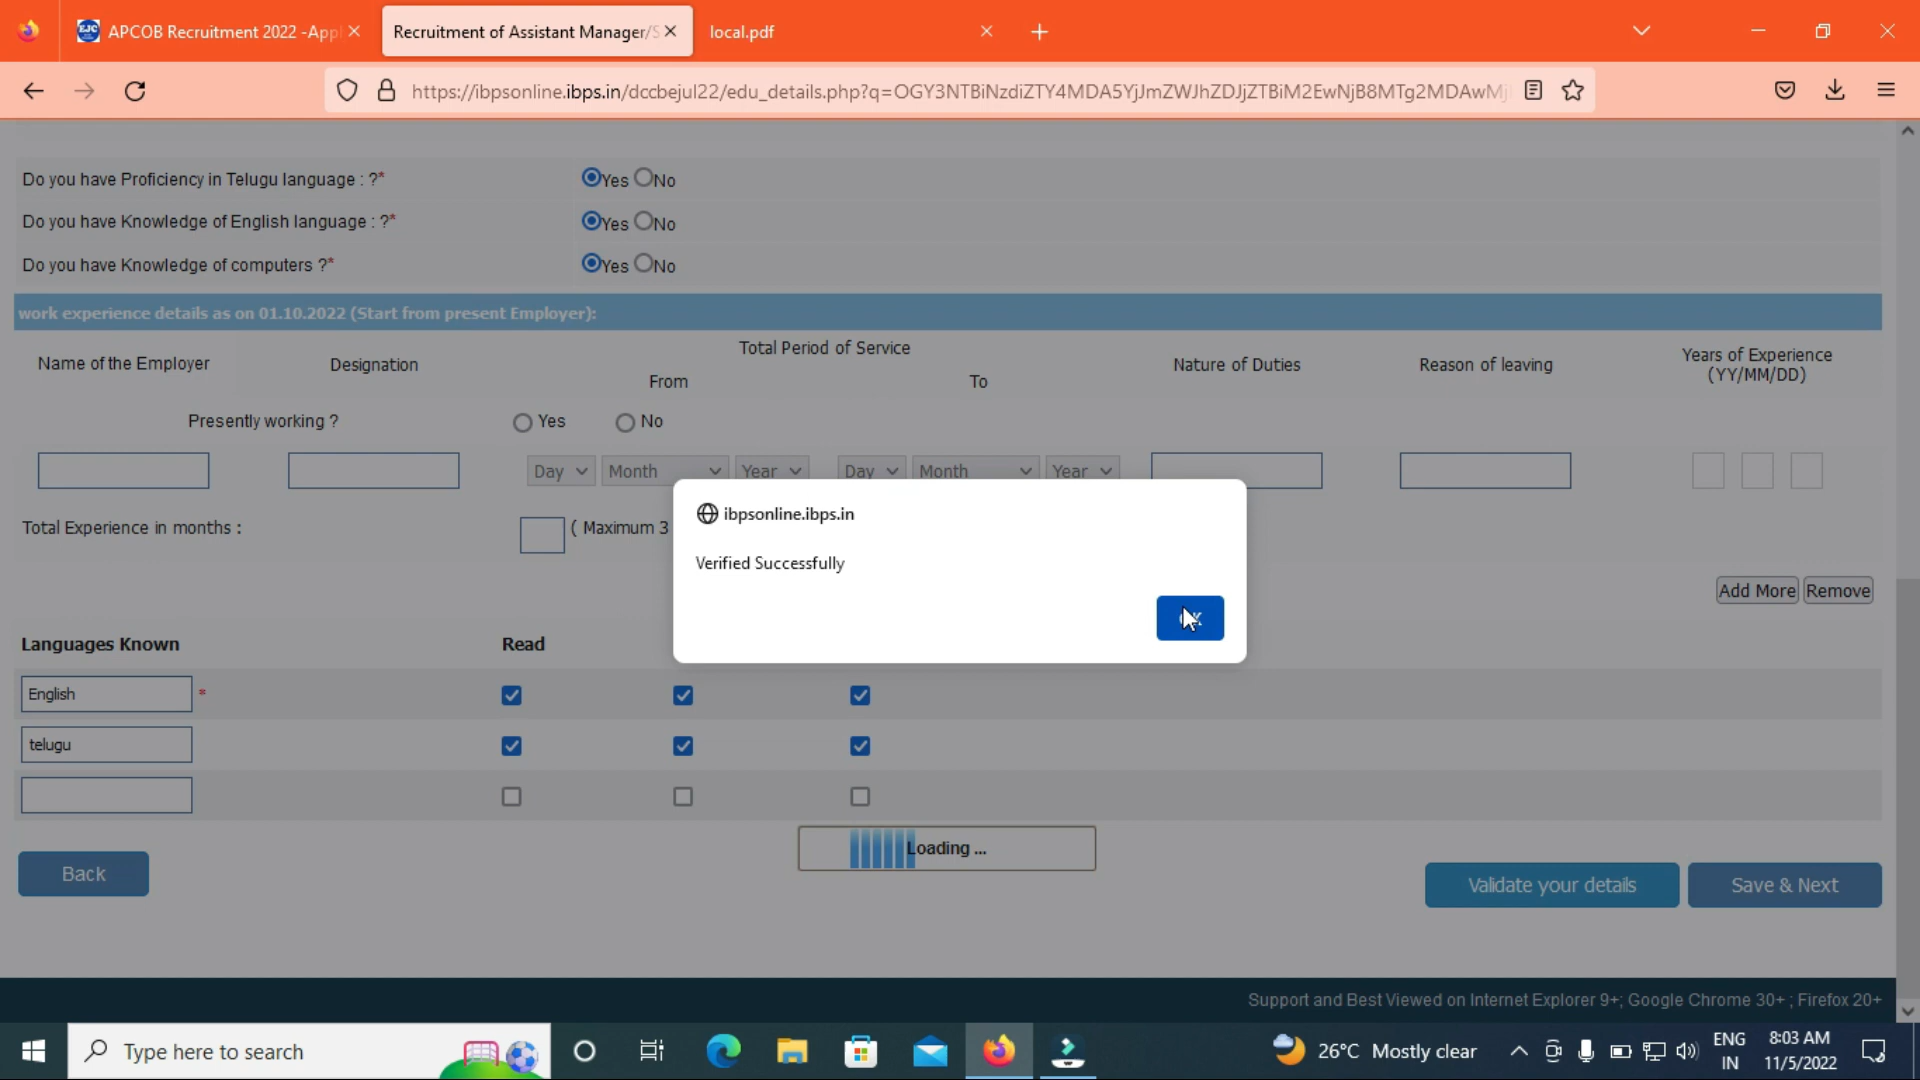 APCOB Recruitment 2022 -App
Recruitment of Assistant Manager/S
local.pdf
https://ibpsonline.ibps.in/dccbejul22/edu_details.php?q=OGY3NTBiNzdiZTY4MDA5YjJmZWJhZDJjZTBiM2EwNjB8MTg2MDAwMj
Do you have Proficiency in Telugu language : ?* Yes No
Do you have Knowledge of English language : ?* Yes No
Do you have Knowledge of computers ?* Yes No
work experience details as on 01.10.2022 (Start from present Employer):
Name of the Employer Designation Total Period of Service Nature of Duties Reason of leaving Years of Experience (YY/MM/DD)
From To
Presently working ? Yes No
Day Month Year Day Month Year
ibpsonline.ibps.in
Total Experience in months : ( Maximum 3
Verified Successfully
Add More Remove
Languages Known Read
English *
telugu
Loading ...
Back Validate your details Save & Next
Support and Best Viewed on Internet Explorer 9+; Google Chrome 30+ ; Firefox 20+
Type here to search
26°C Mostly clear
ENG
IN
8:03 AM
11/5/2022